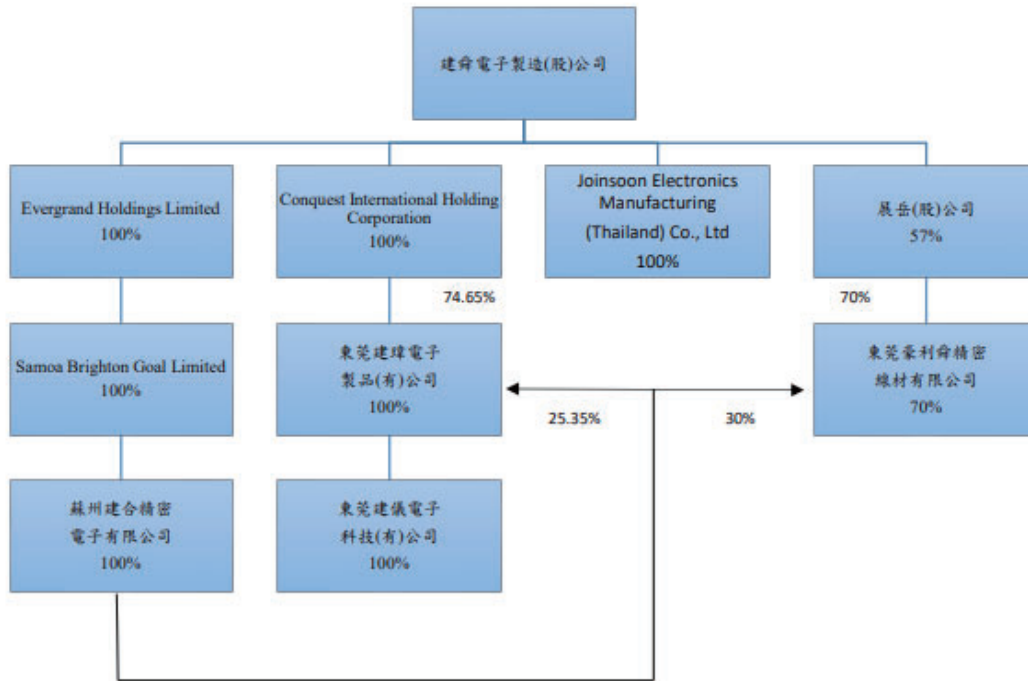 建舜電子製造(股)公司
Evergrand Holdings Limited
100%
Conquest International Holding
Corporation
100%
Joinsoon Electronics
Manufacturing
(Thailand) Co., Ltd
100%
展岳(股)公司
57%
74.65%
70%
Samoa Brighton Goal Limited
100%
東莞建瑋電子
製品(有)公司
100%
東莞豪利舜精密
線材有限公司
70%
25.35%
30%
蘇州建合精密
電子有限公司
100%
東莞建儀電子
科技(有)公司
100%